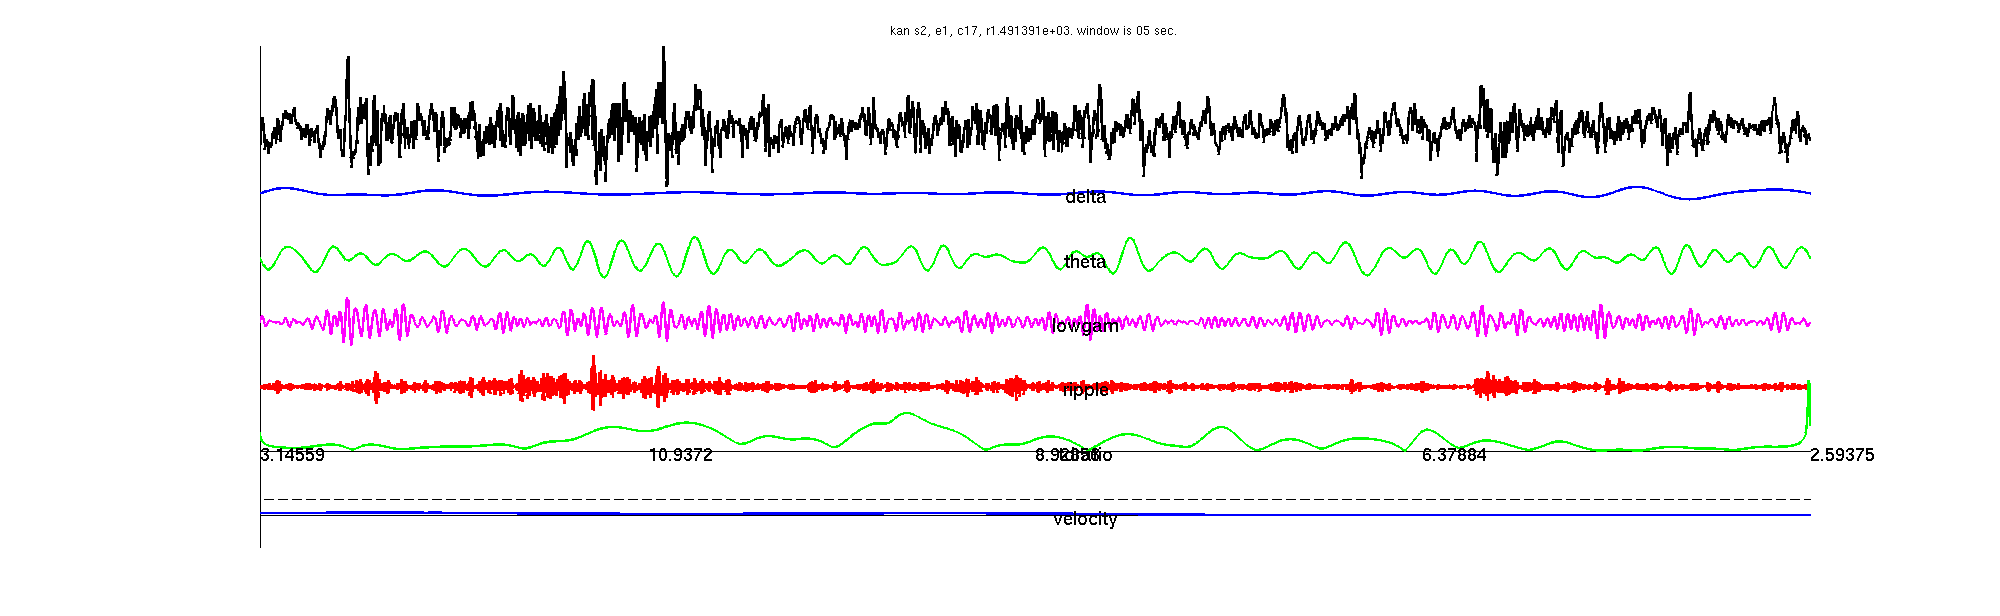 kan s2, e1, c17, r1.491391e+03. window is 05 sec.
delta
theta
lowgam
ripple
3.14559 10.9372 tdratio 6.37884 2.59375
velocity